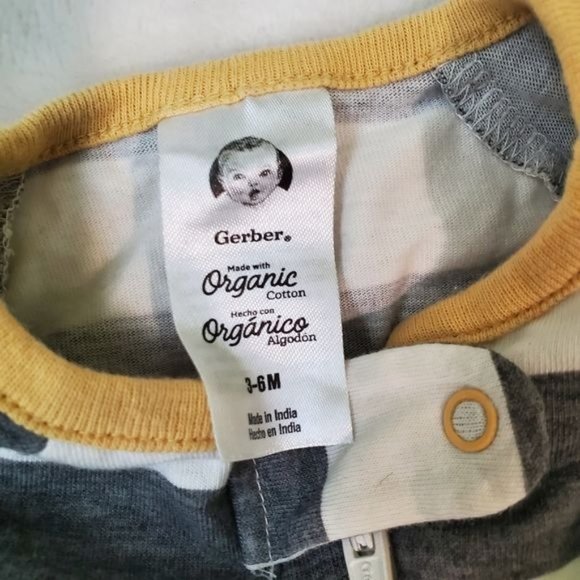 Gerber®
Made with
Organic
Cotton
Hecho con
Orgánico
Algodón
3-6M
Made in India
Hecho en India